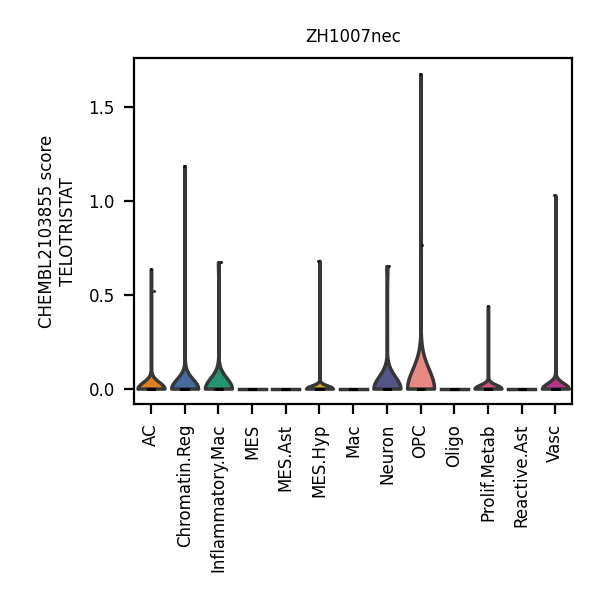 ZH1007nec
CHEMBL2103855 score
TELOTRISTAT
1.5
1.0
0.5
0.0
AC
Chromatin.Reg
Inflammatory.Mac
MES
MES.Ast
MES.Hyp
Mac
Neuron
OPC
Oligo
Prolif.Metab
Reactive.Ast
Vasc